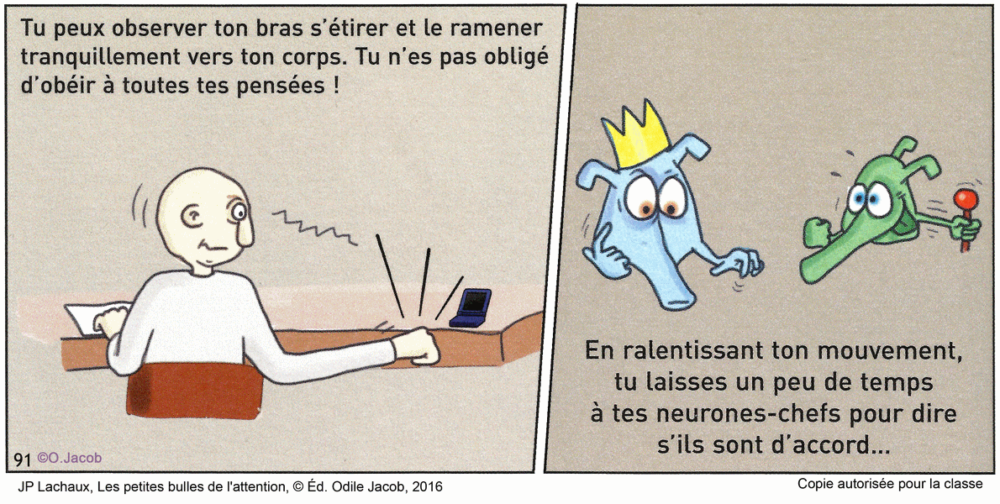 Tu peux observer ton bras s'étirer et le ramener
tranquillement vers ton corps. Tu n'es pas obligé
d'obéir à toutes tes pensées !
En ralentissant ton mouvement,
tu laisses un peu de temps
à tes neurones-chefs pour dire
s'ils sont d'accord...
91 ©O.Jacob
JP Lachaux, Les petites bulles de l'attention, © Éd. Odile Jacob, 2016
Copie autorisée pour la classe